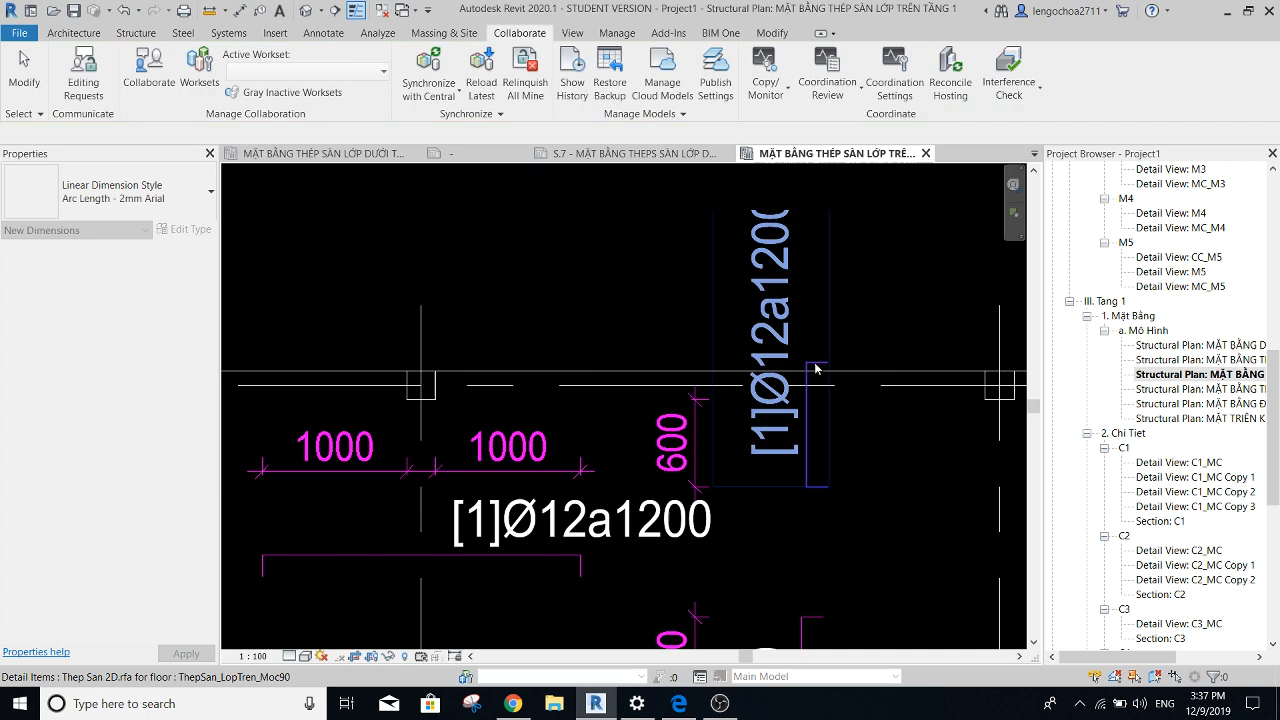 Autodesk Revit 2020.1 - STUDENT VERSION - Project1 - Structural Plan: MẶT BẰNG THÉP SÀN LỚP TRÊN TẦNG 1
lengochoa2711
File Architecture Structure Steel Systems Insert Annotate Analyze Massing & Site Collaborate View Manage Add-Ins BIM One Modify
Modify
Editing Requests
Collaborate
Worksets
Active Workset:
Gray Inactive Worksets
Synchronize with Central
Reload Latest
Relinquish All Mine
Show History
Restore Backup
Manage Cloud Models
Publish Settings
Copy/ Monitor
Coordination Review
Coordination Settings
Reconcile Hosting
Interference Check
Select Communicate Manage Collaboration Synchronize Manage Models Coordinate
Properties
MẶT BẰNG THÉP SÀN LỚP DƯỚI T...
-
S.7 - MẶT BẰNG THEPS SÀN LỚP D...
MẶT BẰNG THÉP SÀN LỚP TRÊ...
Project Browser - Project1
Linear Dimension Style
Arc Length - 2mm Arial
New Dimensions
Edit Type
[1]Ø12a1200
1000
1000
600
[1]Ø12a1200
0
Detail View: M3
Detail View: MC_M3
M4
Detail View: M4
Detail View: MC_M4
M5
Detail View: CC_M5
Detail View: M5
Detail View: MC_M5
III. Tang 1
1. Mặt Bằng
a. Mô Hình
Structural Plan: MẶT BẰNG D
Structural Plan: MẶT BẰNG T
Structural Plan: MẶT BẰNG
Structural Plan: MẶT BẰNG T
Structural Plan: MẶT BẰNG
Structural Plan: MẶT TRIÊN K
2. Chi Tiết
C1
Detail View: C1_MC
Detail View: C1_MC Copy 1
Detail View: C1_MC Copy 2
Detail View: C1_MC Copy 3
Section: C1
C2
Detail View: C2_MC
Detail View: C2_MC Copy 1
Detail View: C2_MC Copy 2
Section: C2
C3
Detail View: C3_MC
Section: C3
Properties help
Apply
1 : 100
Detail Items : Thep San 2D.rfa for floor : ThepSan_LopTren_Moc90
:0
Main Model
:0
Type here to search
ENG
3:37 PM
12/9/2019